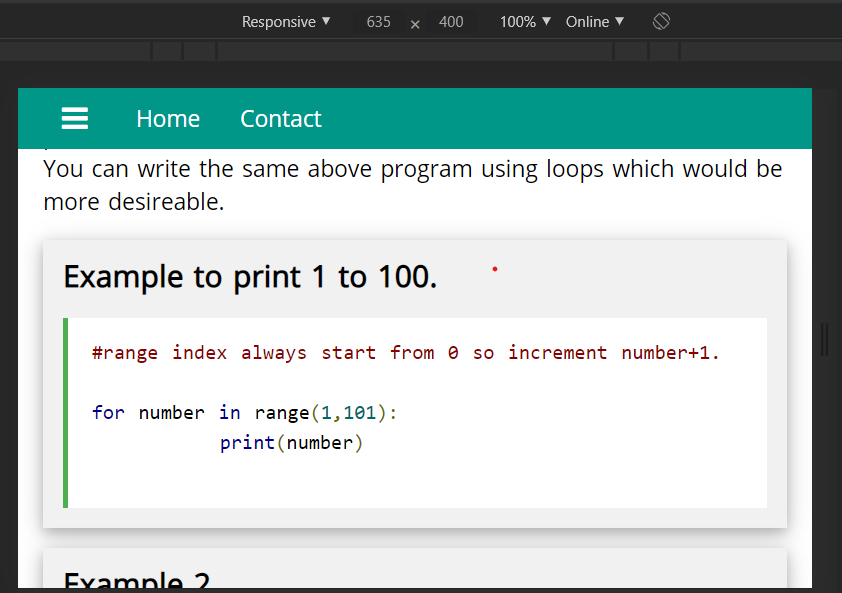 Responsive ▼ 635 × 400 100% ▼ Online ▼
Home Contact
You can write the same above program using loops which would be
more desireable.
Example to print 1 to 100.
#range index always start from 0 so increment number+1.
for number in range(1,101):
print(number)
Example 2